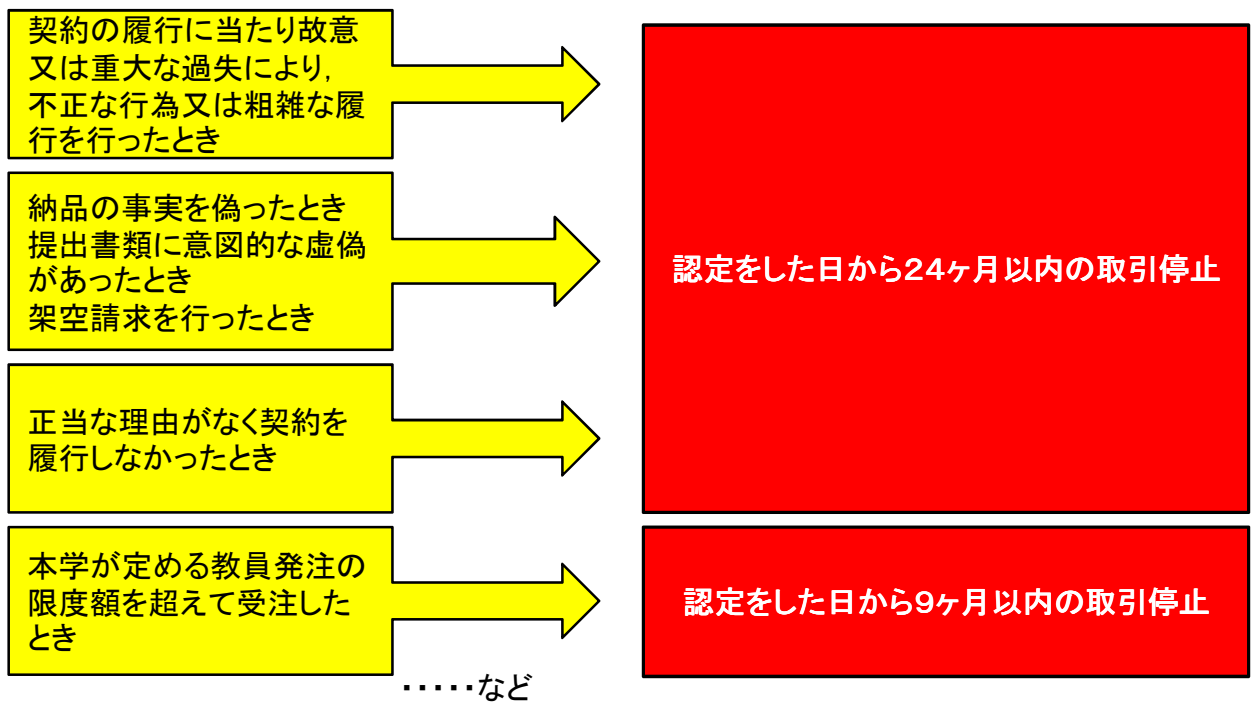 契約の履行に当たり故意
又は重大な過失により,
不正な行為又は粗雑な履
行を行ったとき
納品の事実を偽ったとき
提出書類に意図的な虚偽
があったとき
架空請求を行ったとき
認定をした日から24ヶ月以内の取引停止
正当な理由がなく契約を
履行しなかったとき
本学が定める教員発注の
限度額を超えて受注した
とき
認定をした日から9ヶ月以内の取引停止
・・・・・など